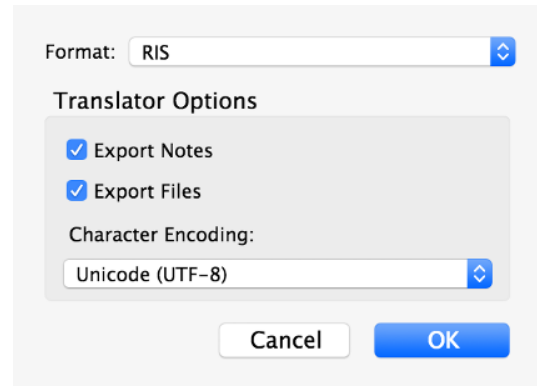 Format: RIS
Translator Options
Export Notes
Export Files
Character Encoding:
Unicode (UTF-8)
Cancel OK